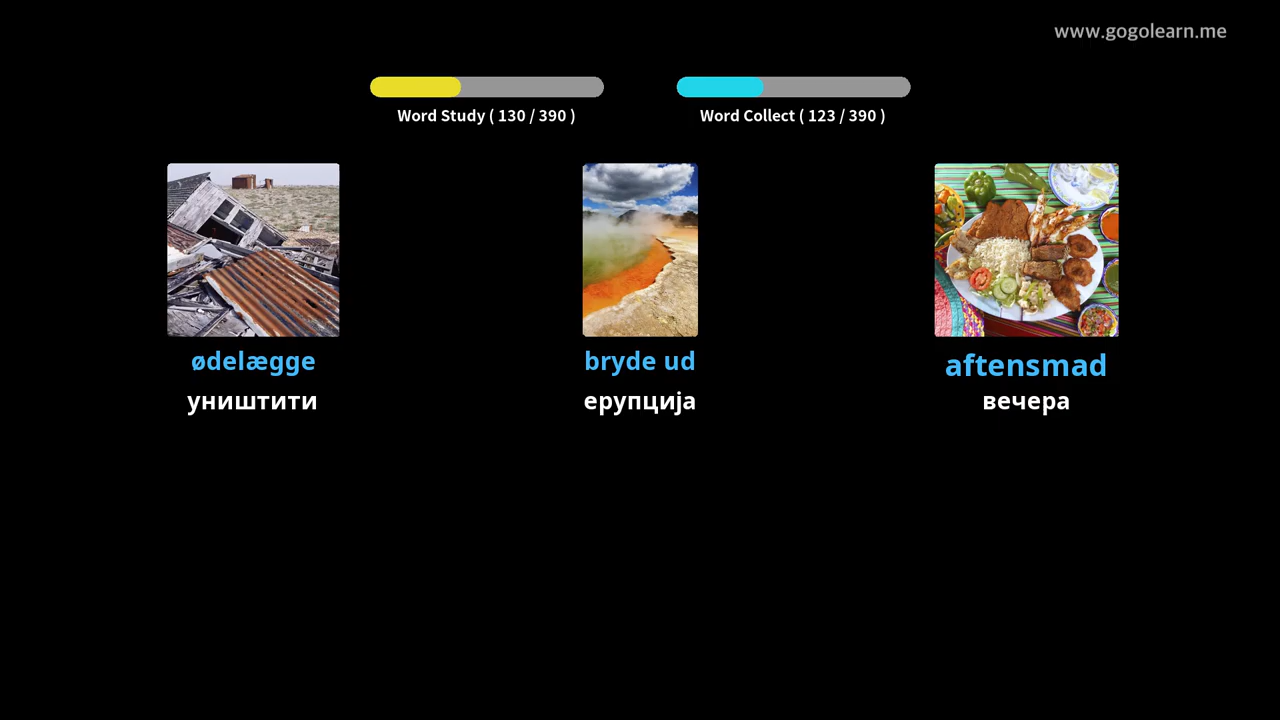 www.gogolearn.me
Word Study ( 130 / 390 )
Word Collect ( 123 / 390 )
ødelægge
уништити
bryde ud
ерупција
aftensmad
вечера